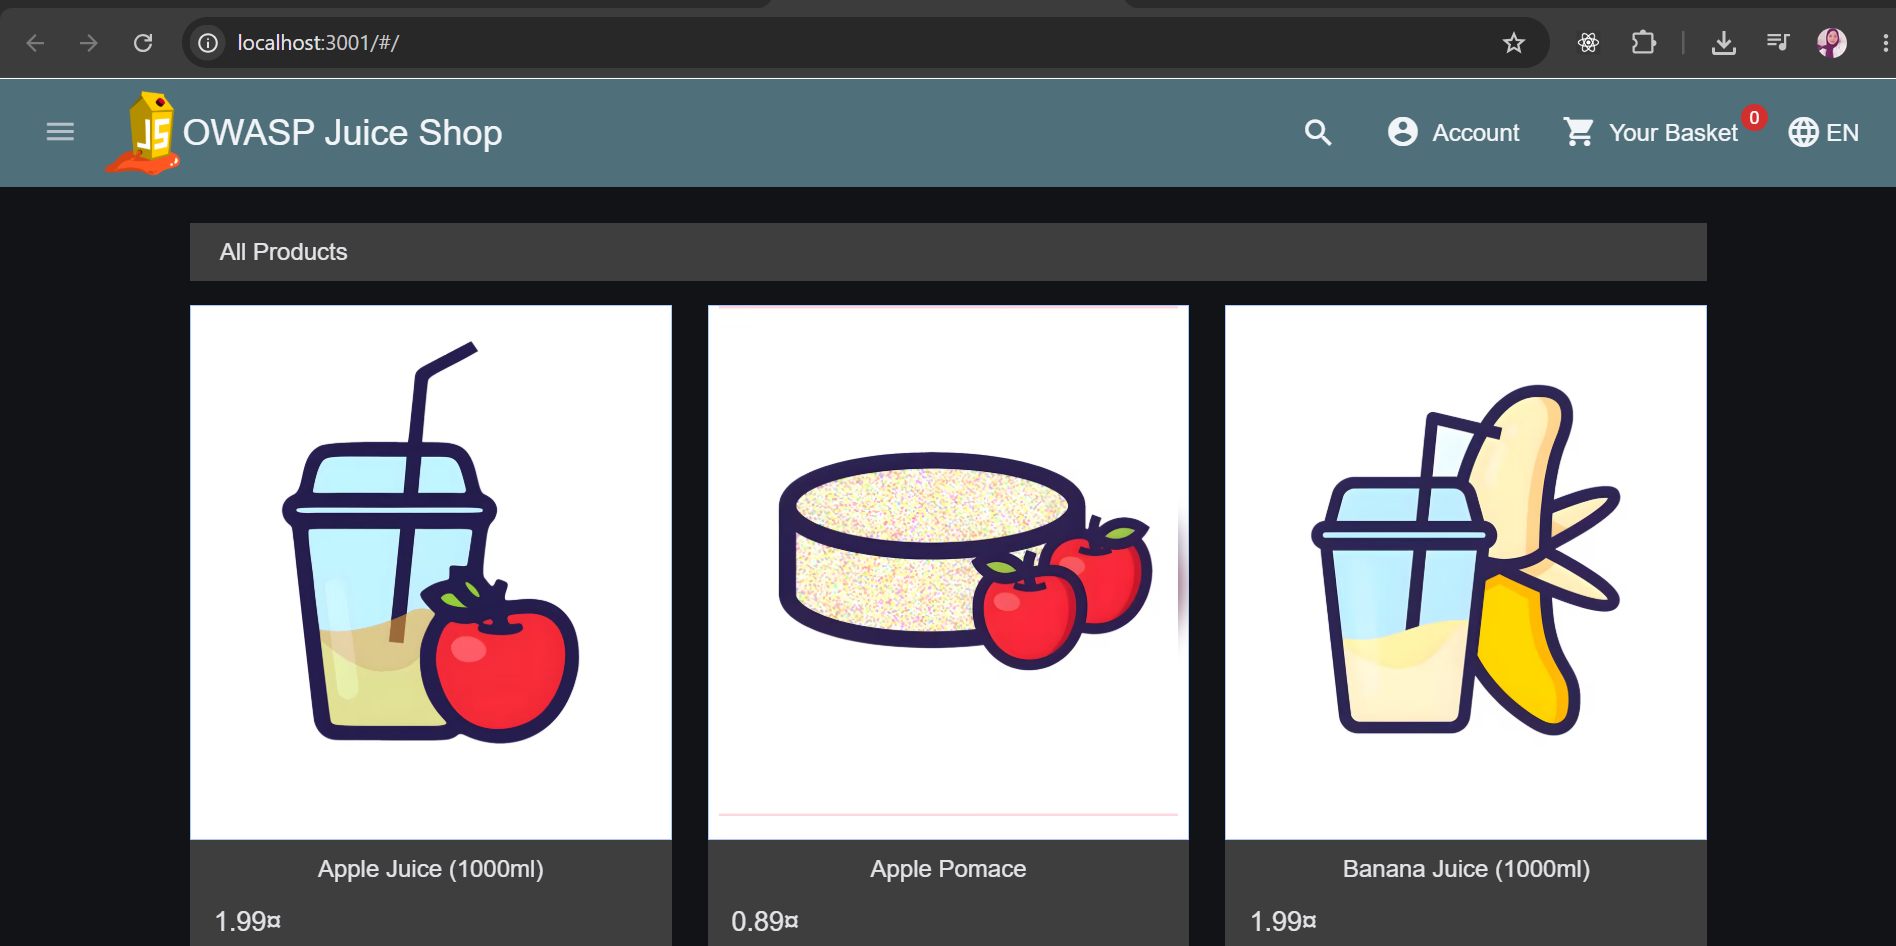 localhost:3001/#/
JS
OWASP Juice Shop
Account
Your Basket
0
EN
All Products
Apple Juice (1000ml)
Apple Pomace
Banana Juice (1000ml)
1.99¤
0.89¤
1.99¤